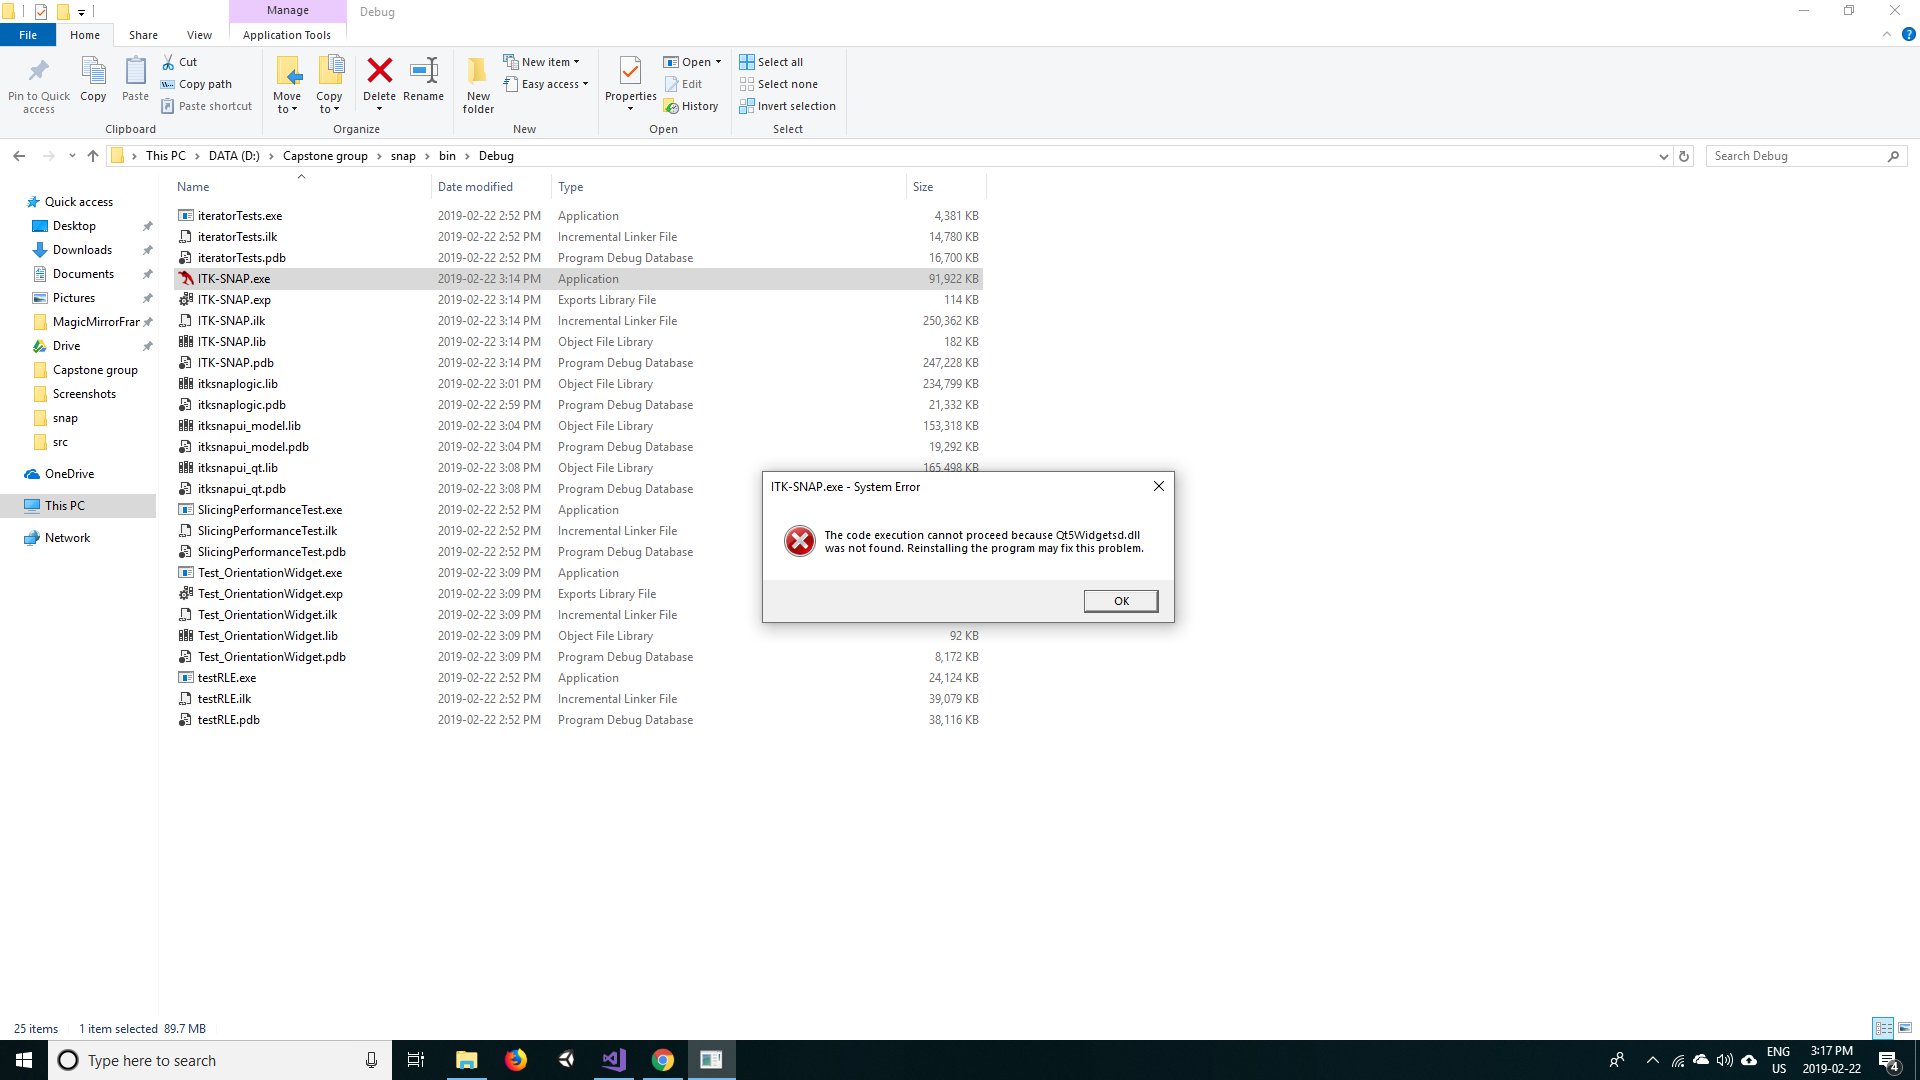 Manage
Debug
File
Home
Share
View
Application Tools
Pin to Quick access
Copy
Paste
Cut
Copy path
Paste shortcut
Clipboard
Move to
Copy to
Delete
Rename
Organize
New folder
New item
Easy access
New
Properties
Open
Edit
History
Open
Select all
Select none
Invert selection
Select
This PC > DATA (D:) > Capstone group > snap > bin > Debug
Search Debug
Quick access
Desktop
Downloads
Documents
Pictures
MagicMirrorFrar
Drive
Capstone group
Screenshots
snap
src
OneDrive
This PC
Network
Name Date modified Type Size
iteratorTests.exe 2019-02-22 2:52 PM Application 4,381 KB
iteratorTests.ilk 2019-02-22 2:52 PM Incremental Linker File 14,780 KB
iteratorTests.pdb 2019-02-22 2:52 PM Program Debug Database 16,700 KB
ITK-SNAP.exe 2019-02-22 3:14 PM Application 91,922 KB
ITK-SNAP.exp 2019-02-22 3:14 PM Exports Library File 114 KB
ITK-SNAP.ilk 2019-02-22 3:14 PM Incremental Linker File 250,362 KB
ITK-SNAP.lib 2019-02-22 3:14 PM Object File Library 182 KB
ITK-SNAP.pdb 2019-02-22 3:14 PM Program Debug Database 247,228 KB
itksnaplogic.lib 2019-02-22 3:01 PM Object File Library 234,799 KB
itksnaplogic.pdb 2019-02-22 2:59 PM Program Debug Database 21,332 KB
itksnapui_model.lib 2019-02-22 3:04 PM Object File Library 153,318 KB
itksnapui_model.pdb 2019-02-22 3:04 PM Program Debug Database 19,292 KB
itksnapui_qt.lib 2019-02-22 3:08 PM Object File Library 165,498 KB
itksnapui_qt.pdb 2019-02-22 3:08 PM Program Debug Database
SlicingPerformanceTest.exe 2019-02-22 2:52 PM Application
SlicingPerformanceTest.ilk 2019-02-22 2:52 PM Incremental Linker File
SlicingPerformanceTest.pdb 2019-02-22 2:52 PM Program Debug Database
Test_OrientationWidget.exe 2019-02-22 3:09 PM Application
Test_OrientationWidget.exp 2019-02-22 3:09 PM Exports Library File
Test_OrientationWidget.ilk 2019-02-22 3:09 PM Incremental Linker File
Test_OrientationWidget.lib 2019-02-22 3:09 PM Object File Library 92 KB
Test_OrientationWidget.pdb 2019-02-22 3:09 PM Program Debug Database 8,172 KB
testRLE.exe 2019-02-22 2:52 PM Application 24,124 KB
testRLE.ilk 2019-02-22 2:52 PM Incremental Linker File 39,079 KB
testRLE.pdb 2019-02-22 2:52 PM Program Debug Database 38,116 KB
ITK-SNAP.exe - System Error
The code execution cannot proceed because Qt5Widgetsd.dll
was not found. Reinstalling the program may fix this problem.
OK
25 items 1 item selected 89.7 MB
Type here to search
ENG
US
3:17 PM
2019-02-22
4